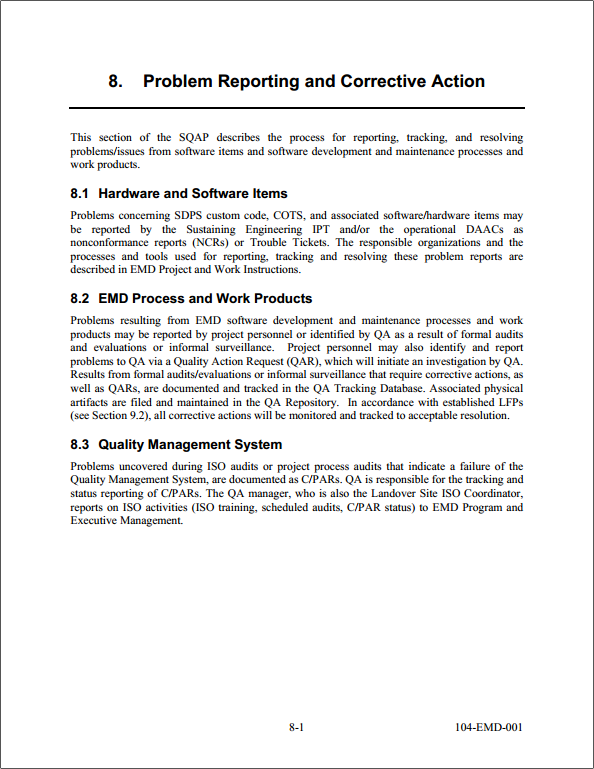 8. Problem Reporting and Corrective Action
This section of the SQAP describes the process for reporting, tracking, and resolving
problems/issues from software items and software development and maintenance processes and
work products.
8.1 Hardware and Software Items
Problems concerning SDPS custom code, COTS, and associated software/hardware items may
be reported by the Sustaining Engineering IPT and/or the operational DAACs as
nonconformance reports (NCRs) or Trouble Tickets. The responsible organizations and the
processes and tools used for reporting, tracking and resolving these problem reports are
described in EMD Project and Work Instructions.
8.2 EMD Process and Work Products
Problems resulting from EMD software development and maintenance processes and work
products may be reported by project personnel or identified by QA as a result of formal audits
and evaluations or informal surveillance. Project personnel may also identify and report
problems to QA via a Quality Action Request (QAR), which will initiate an investigation by QA.
Results from formal audits/evaluations or informal surveillance that require corrective actions, as
well as QARs, are documented and tracked in the QA Tracking Database. Associated physical
artifacts are filed and maintained in the QA Repository. In accordance with established LFPs
(see Section 9.2), all corrective actions will be monitored and tracked to acceptable resolution.
8.3 Quality Management System
Problems uncovered during ISO audits or project process audits that indicate a failure of the
Quality Management System, are documented as C/PARs. QA is responsible for the tracking and
status reporting of C/PARs. The QA manager, who is also the Landover Site ISO Coordinator,
reports on ISO activities (ISO training, scheduled audits, C/PAR status) to EMD Program and
Executive Management.
8-1 104-EMD-001